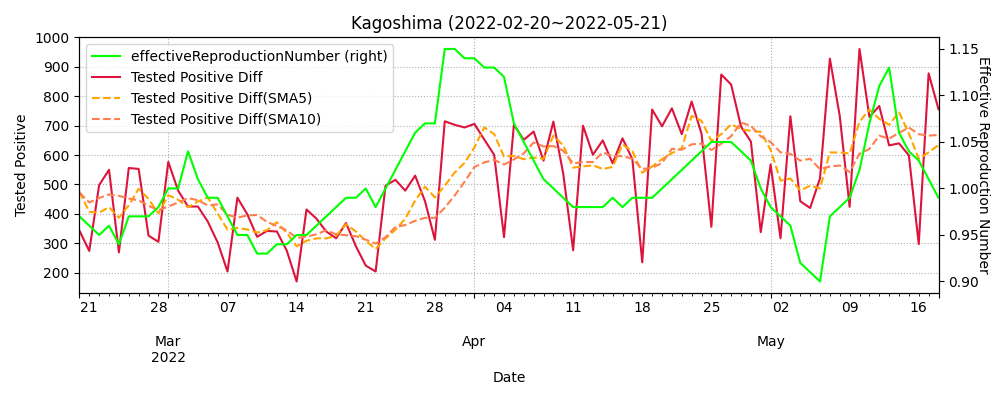 Kagoshima (2022-02-20~2022-05-21)
effectiveReproductionNumber (right)
Tested Positive Diff
Tested Positive Diff(SMA5)
Tested Positive Diff(SMA10)
Tested Positive
1000
900
800
700
600
500
400
300
200
Effective Reproduction Number
1.15
1.10
1.05
1.00
0.95
0.90
21 28 07 14 21 28 04 11 18 25 02 09 16
Mar Apr May
2022
Date